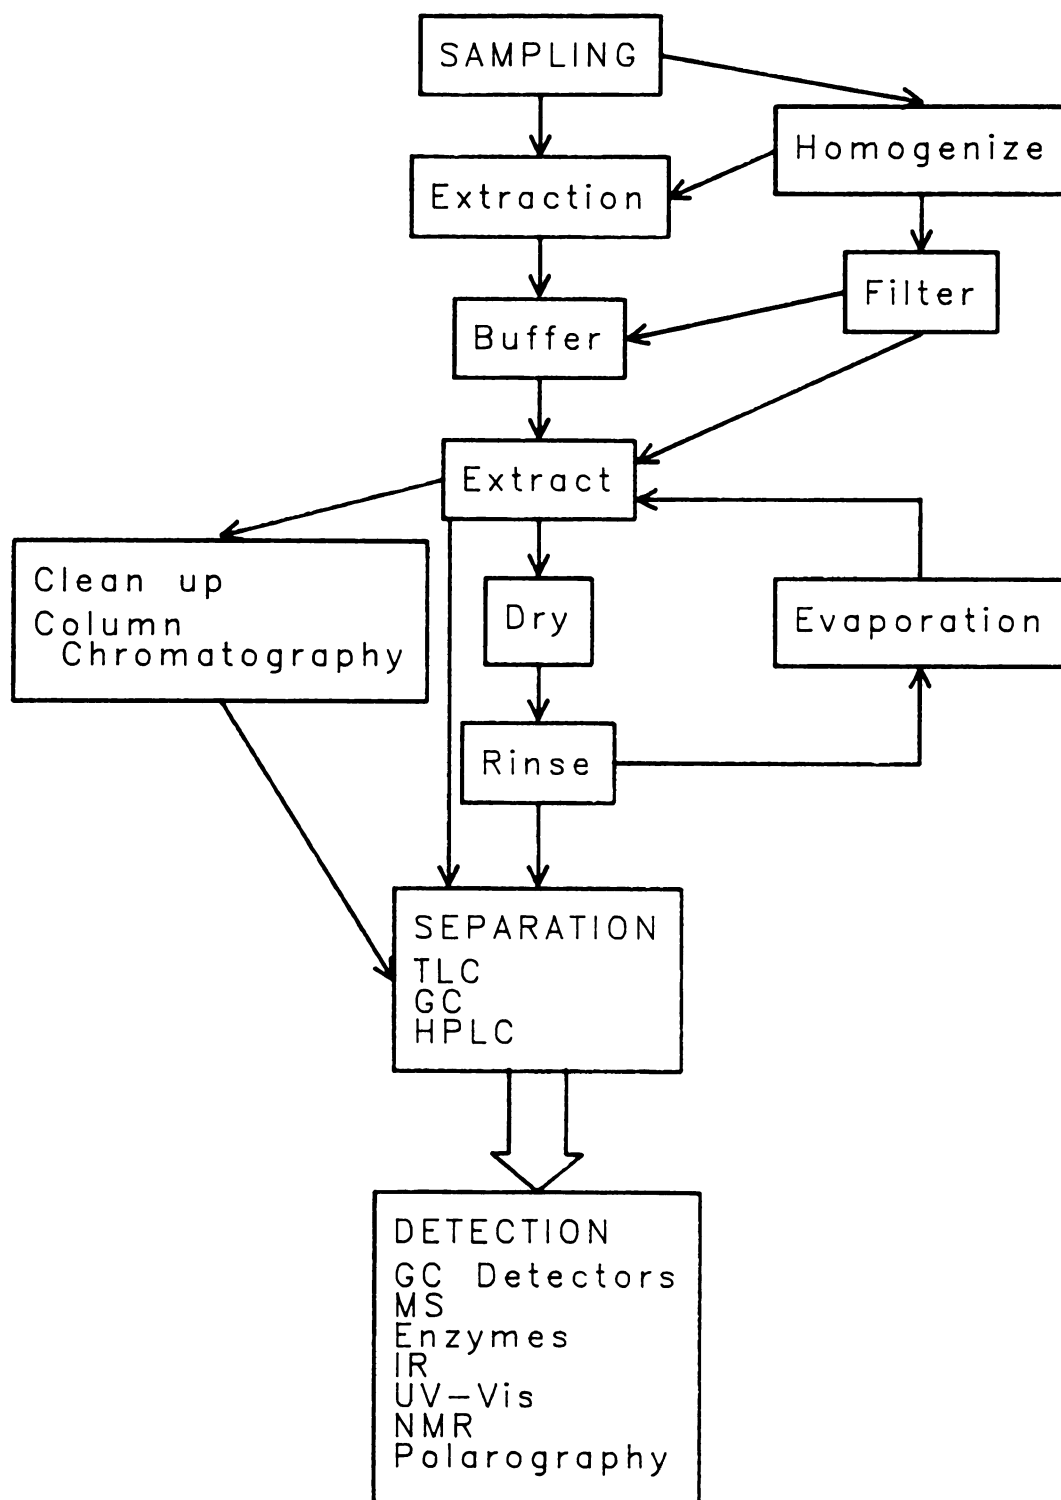 SAMPLING
Homogenize
Extraction
Filter
Buffer
Extract
Clean up
Column
Chromatography
Dry
Evaporation
Rinse
SEPARATION
TLC
GC
HPLC
DETECTION
GC Detectors
MS
Enzymes
IR
UV-Vis
NMR
Polarography